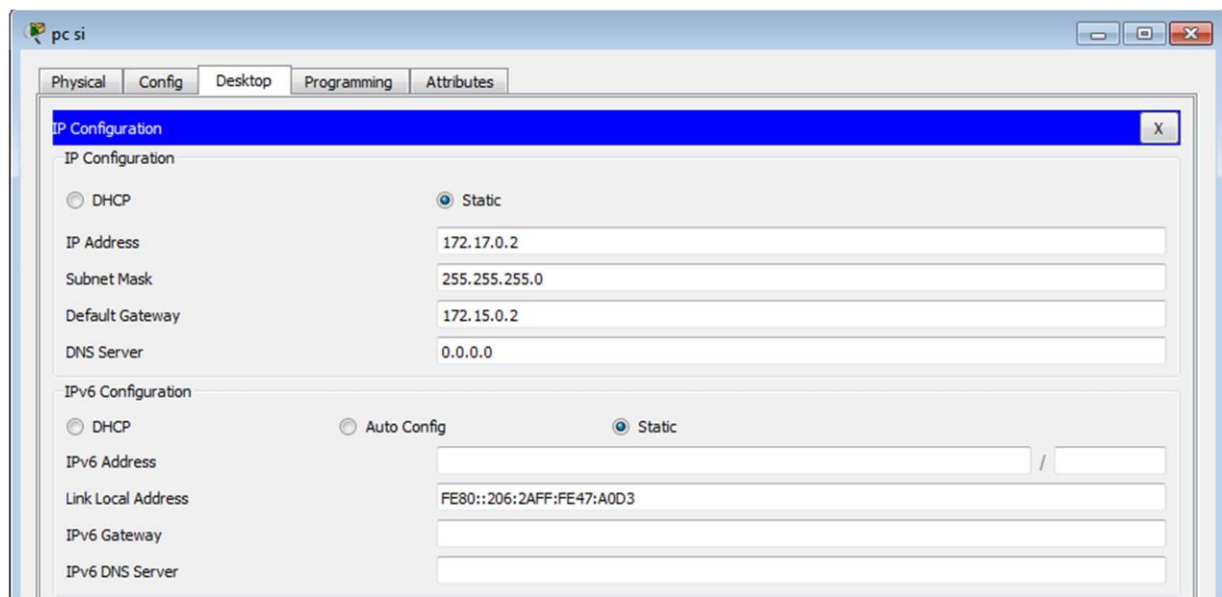 pc si
Physical Config Desktop Programming Attributes
IP Configuration X
IP Configuration
DHCP Static
IP Address 172.17.0.2
Subnet Mask 255.255.255.0
Default Gateway 172.15.0.2
DNS Server 0.0.0.0
IPv6 Configuration
DHCP Auto Config Static
IPv6 Address /
Link Local Address FE80::206:2AFF:FE47:A0D3
IPv6 Gateway
IPv6 DNS Server